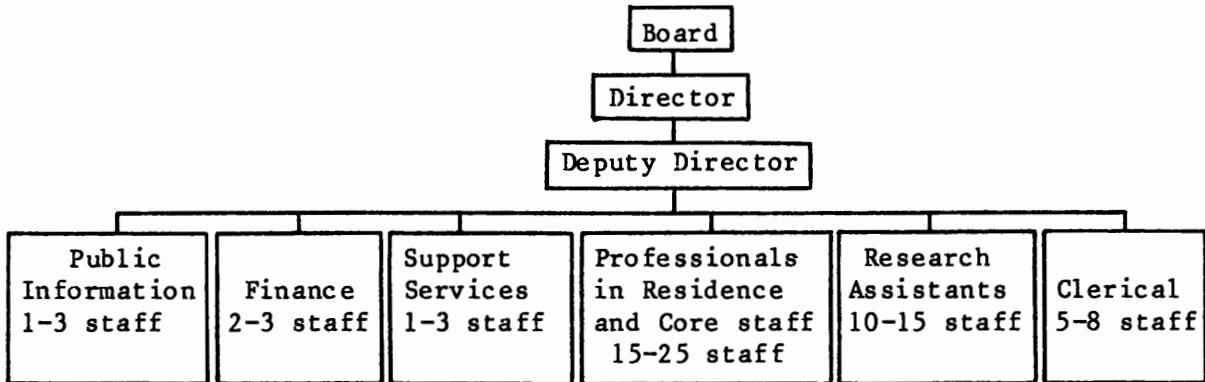 Board
Director
Deputy Director
Public
Information
1-3 staff
Finance
2-3 staff
Support
Services
1-3 staff
Professionals
in Residence
and Core staff
15-25 staff
Research
Assistants
10-15 staff
Clerical
5-8 staff